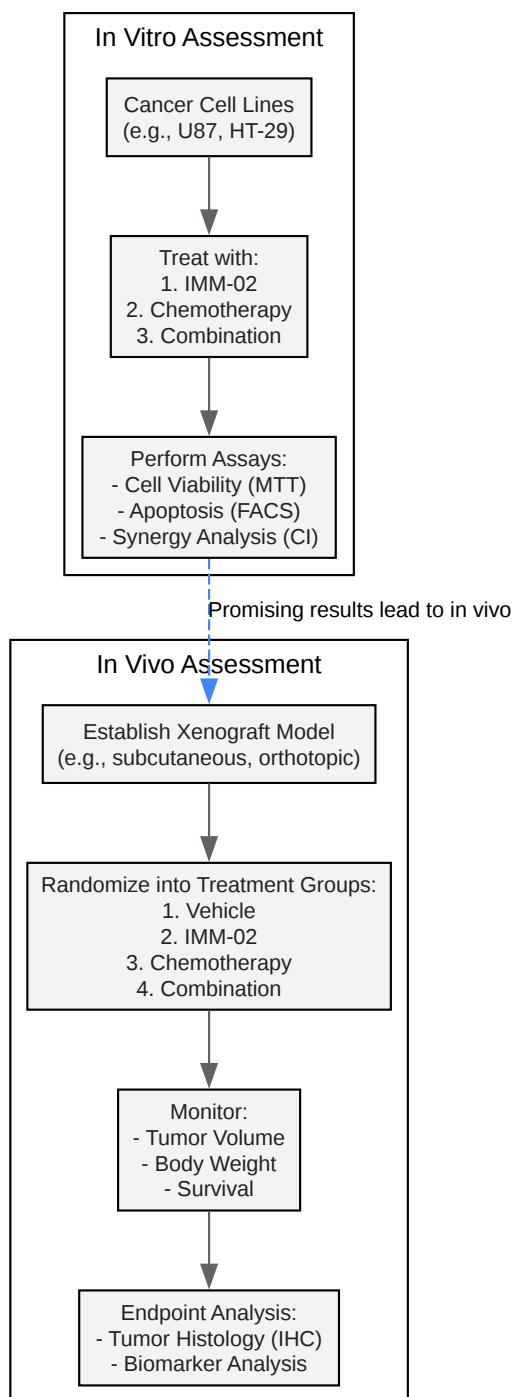 In Vitro Assessment
Cancer Cell Lines
(e.g., U87, HT-29)
Treat with:
1. IMM-02
2. Chemotherapy
3. Combination
Perform Assays:
- Cell Viability (MTT)
- Apoptosis (FACS)
- Synergy Analysis (CI)
Promising results lead to in vivo
In Vivo Assessment
Establish Xenograft Model
(e.g., subcutaneous, orthotopic)
Randomize into Treatment Groups:
1. Vehicle
2. IMM-02
3. Chemotherapy
4. Combination
Monitor:
- Tumor Volume
- Body Weight
- Survival
Endpoint Analysis:
- Tumor Histology (IHC)
- Biomarker Analysis